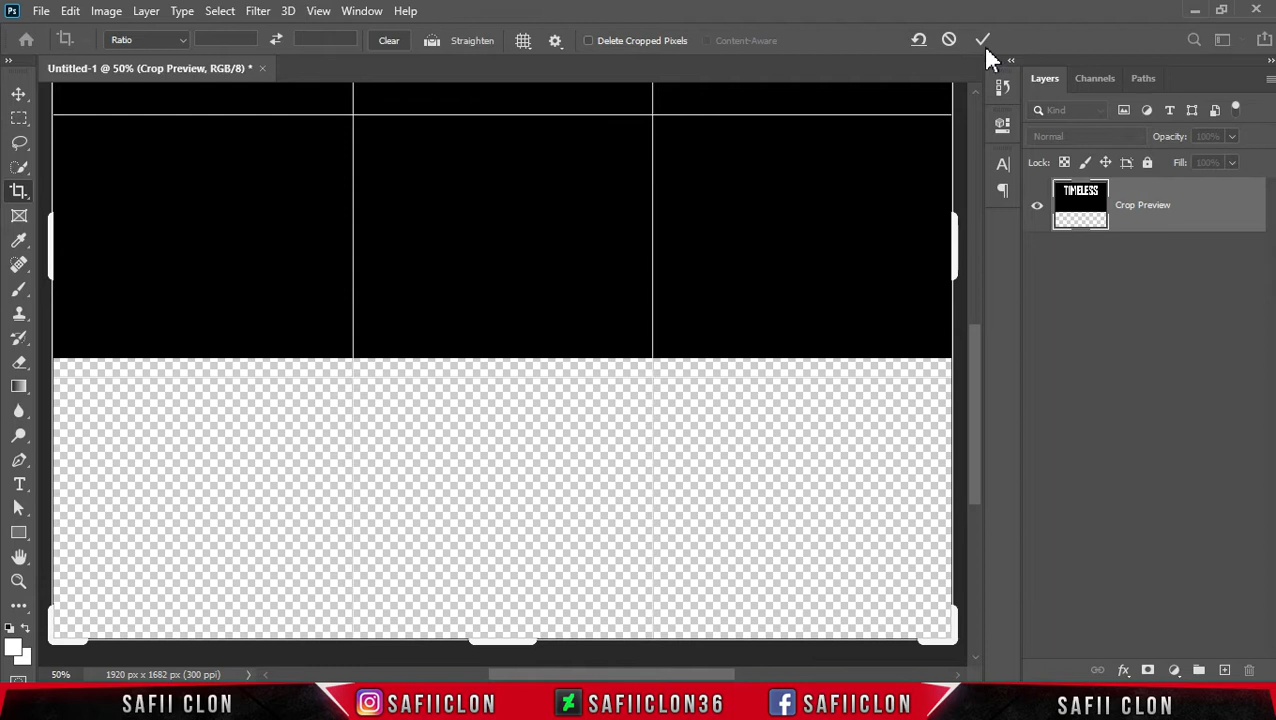 Ps File Edit Image Layer Type Select Filter 3D View Window Help
Ratio Clear Straighten Delete Cropped Pixels Content-Aware
Untitled-1 @ 50% (Crop Preview, RGB/8) *
Layers Channels Paths
Kind
Normal Opacity: 100%
Lock: Fill: 100%
TIMELESS
Crop Preview
50% 1920 px x 1682 px (300 ppi)
SAFII CLON SAFIICLON SAFIICLON36 SAFIICLON SAFII CLON